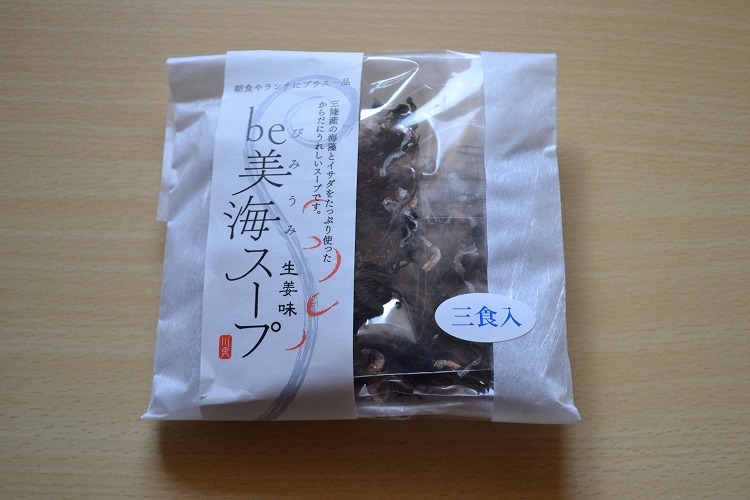 朝食やランチにプラス一品
三陸産の海藻とイサダをたっぷり使った
からだにうれしいスープです。
be美海スープ
びみうみ
生姜味
三食入